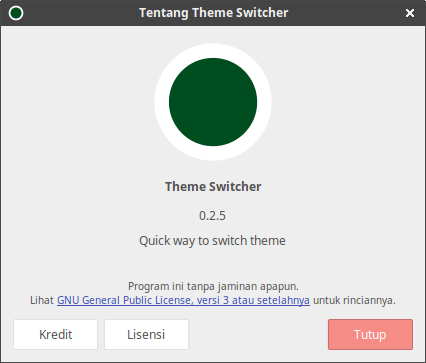 Tentang Theme Switcher
Theme Switcher
0.2.5
Quick way to switch theme
Program ini tanpa jaminan apapun.
Lihat GNU General Public License, versi 3 atau setelahnya untuk rinciannya.
Kredit
Lisensi
Tutup